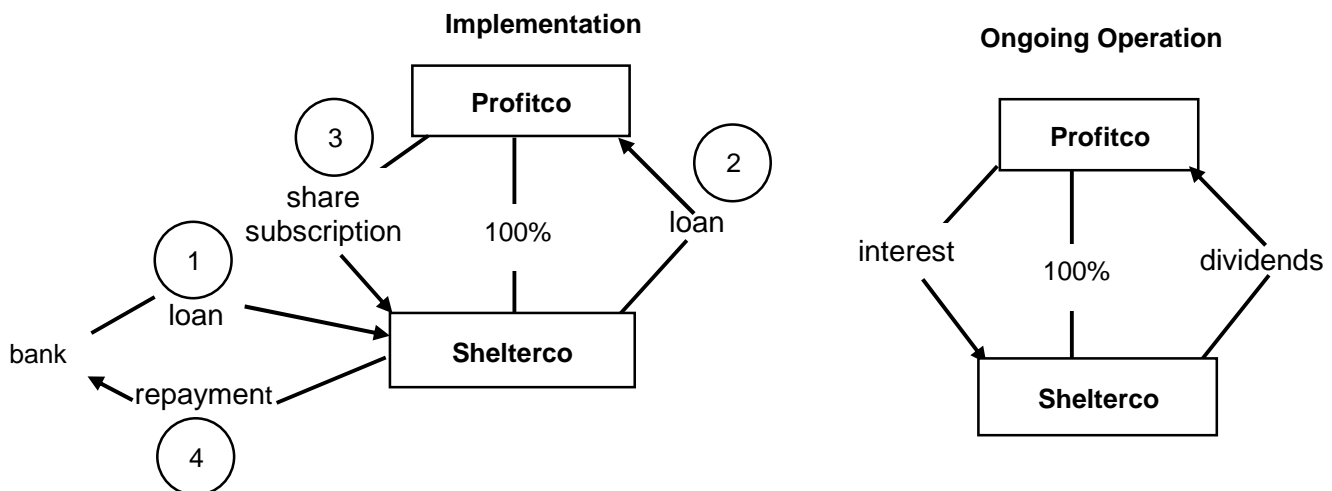 Implementation
Profitco
3
2
share
subscription
100%
loan
1
loan
bank
Shelterco
repayment
4
Ongoing Operation
Profitco
interest
100%
dividends
Shelterco